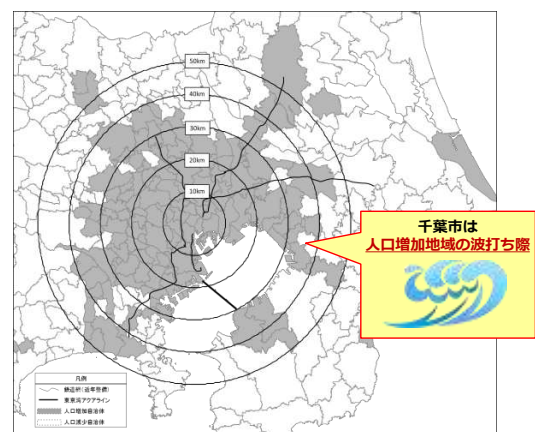 50km
40km
30km
20km
10km
千葉市は
人口増加地域の波打ち際
凡例
鉄道網(近年整備)
東京湾アクアライン
人口増加自治体
人口減少自治体